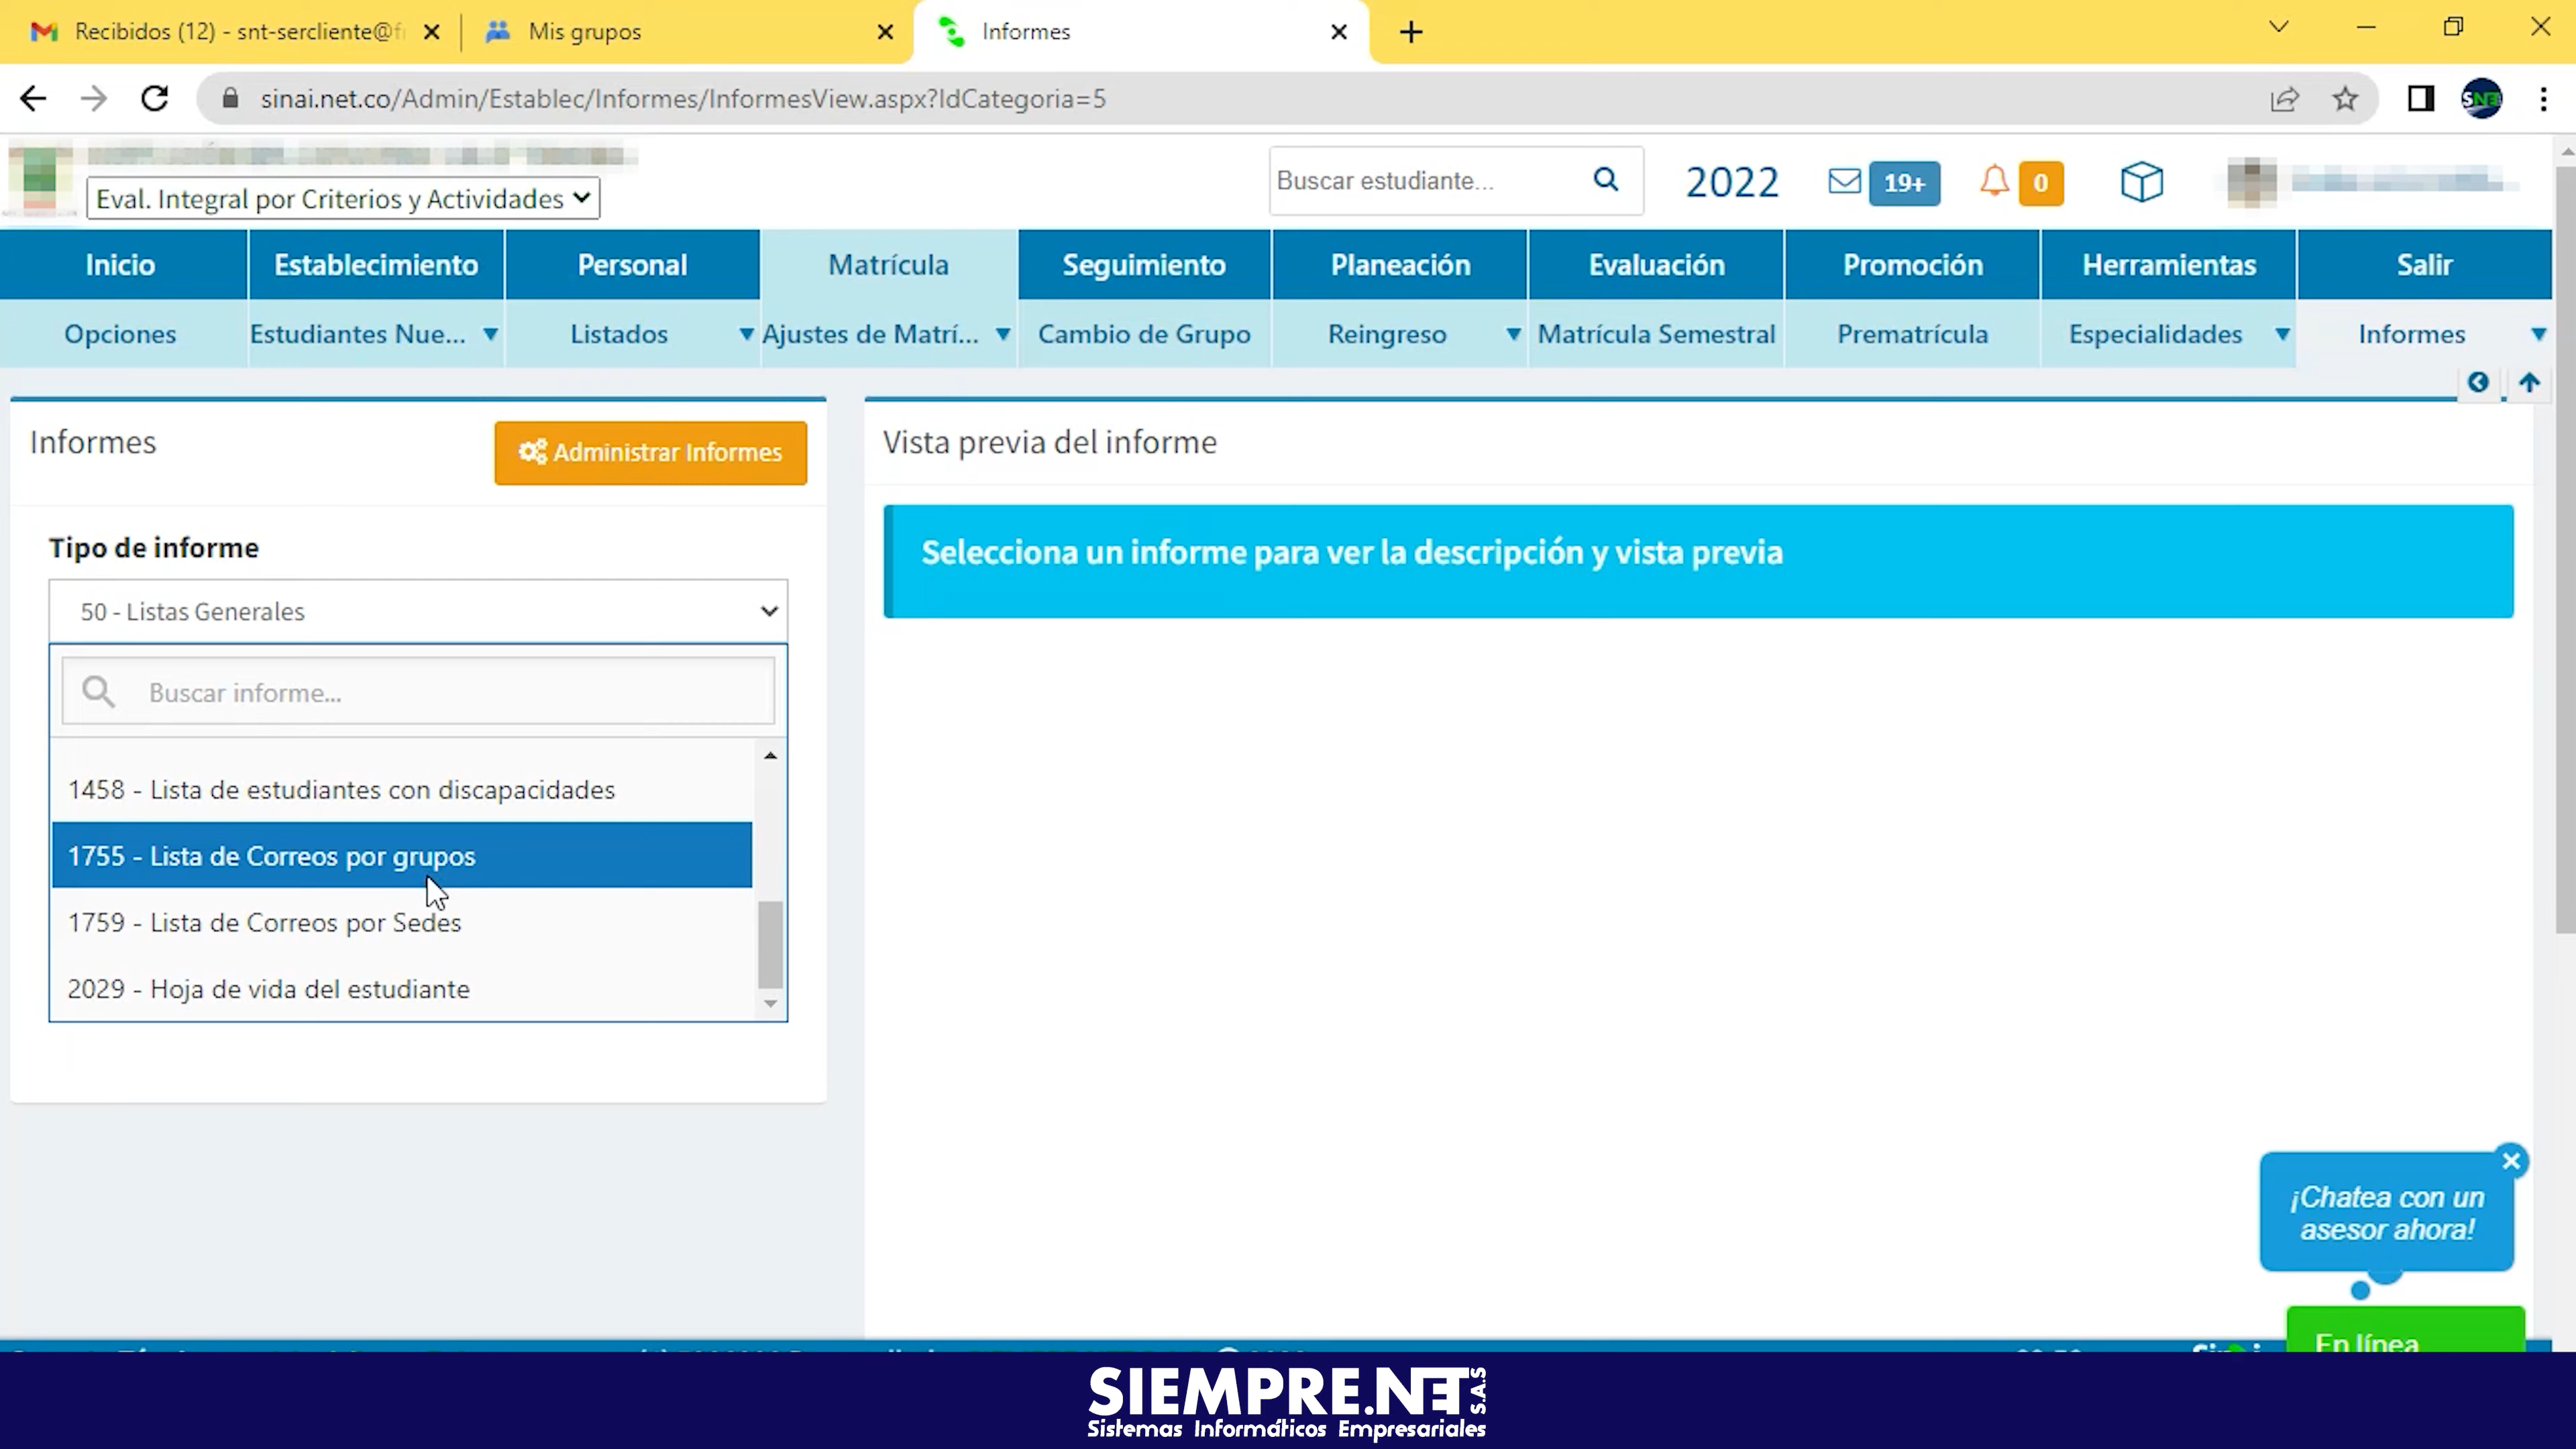 Recibidos (12) - snt-sercliente@f
Mis grupos
Informes
sinai.net.co/Admin/Establec/Informes/InformesView.aspx?IdCategoria=5
Eval. Integral por Criterios y Actividades
Buscar estudiante...
2022
19+
0
Inicio
Establecimiento
Personal
Matrícula
Seguimiento
Planeación
Evaluación
Promoción
Herramientas
Salir
Opciones
Estudiantes Nue...
Listados
Ajustes de Matrí...
Cambio de Grupo
Reingreso
Matrícula Semestral
Prematrícula
Especialidades
Informes
Informes
Administrar Informes
Vista previa del informe
Tipo de informe
Selecciona un informe para ver la descripción y vista previa
50 - Listas Generales
Buscar informe...
1458 - Lista de estudiantes con discapacidades
1755 - Lista de Correos por grupos
1759 - Lista de Correos por Sedes
2029 - Hoja de vida del estudiante
¡Chatea con un
asesor ahora!
En línea
SIEMPRE.NET S.A.S
Sistemas Informáticos Empresariales